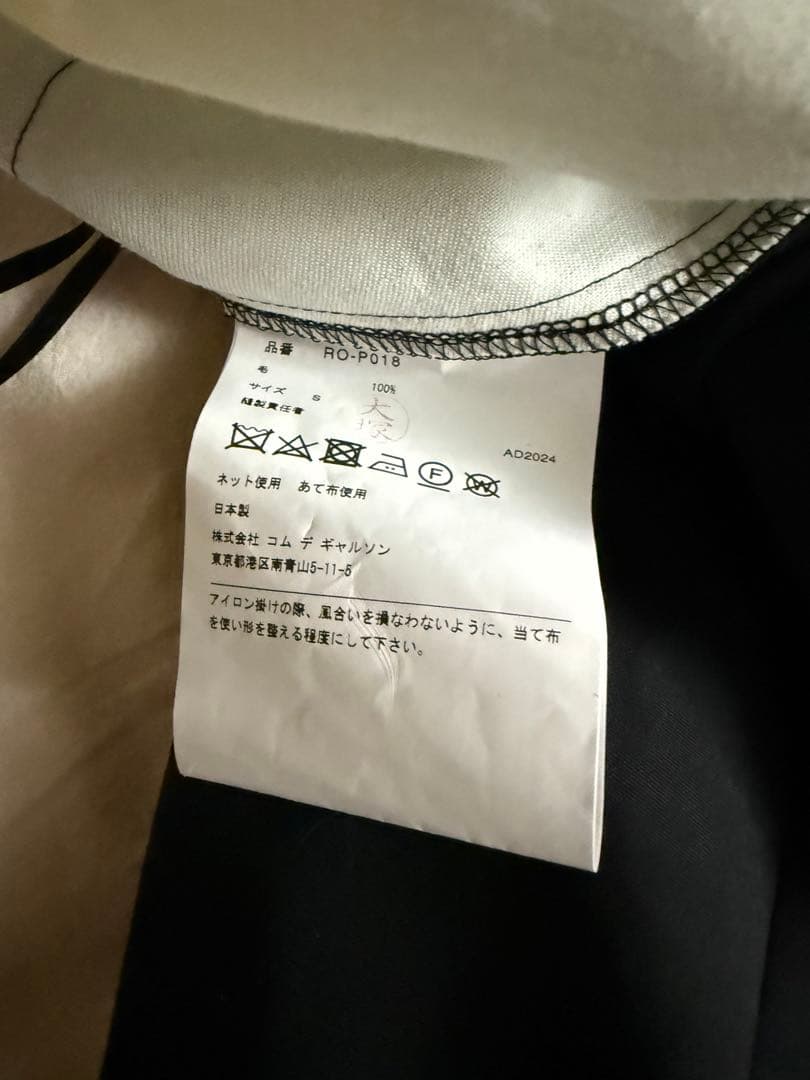 品番 RO-P018
毛 100%
サイズ S
縫製責任者 大塚
AD2024
F W
ネット使用 あて布使用
日本製
株式会社 コム デ ギャルソン
東京都港区南青山5-11-5
アイロン掛けの際、風合いを損なわないように、当て布
を使い形を整える程度にして下さい。